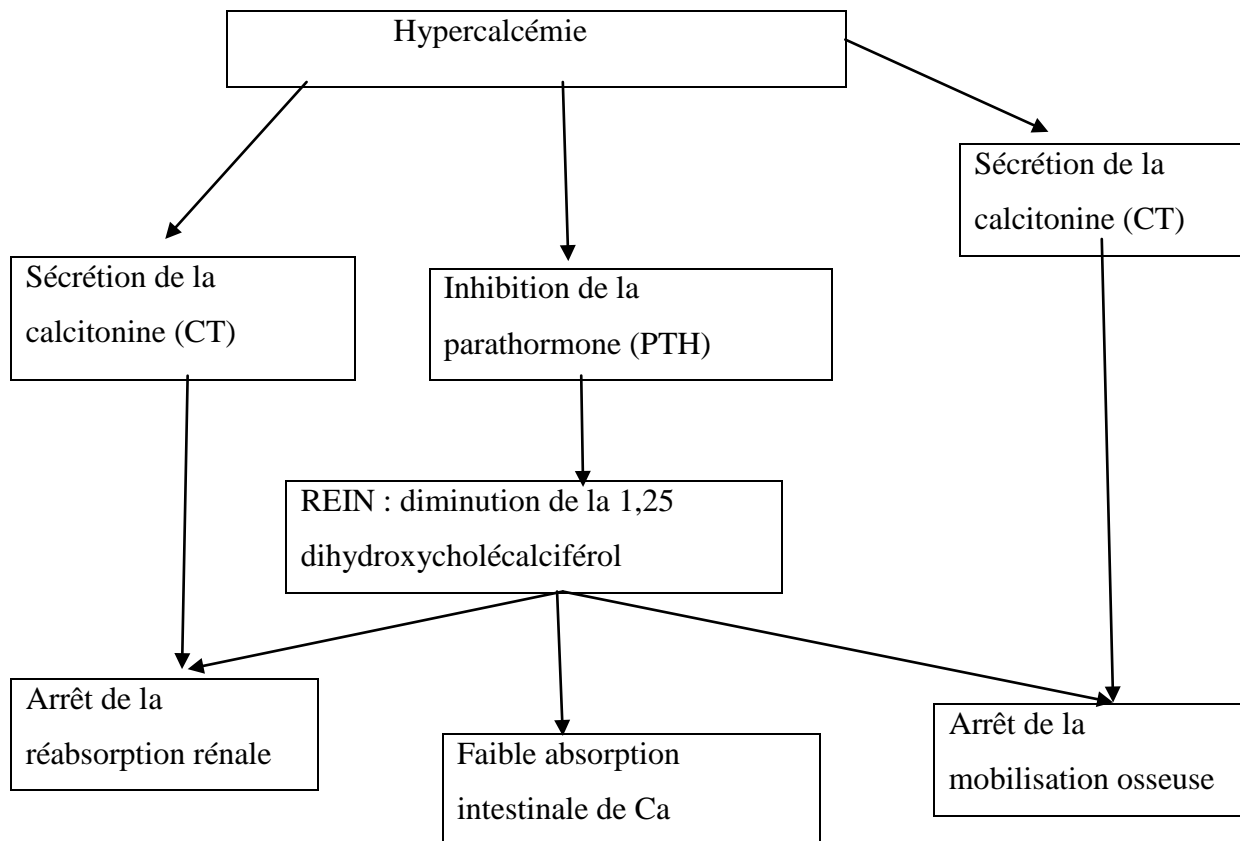 Hypercalcémie
Sécrétion de la
calcitonine (CT)
Sécrétion de la
calcitonine (CT)
Inhibition de la
parathormone (PTH)
REIN : diminution de la 1,25
dihydroxycholécalciférol
Arrêt de la
réabsorption rénale
Faible absorption
intestinale de Ca
Arrêt de la
mobilisation osseuse